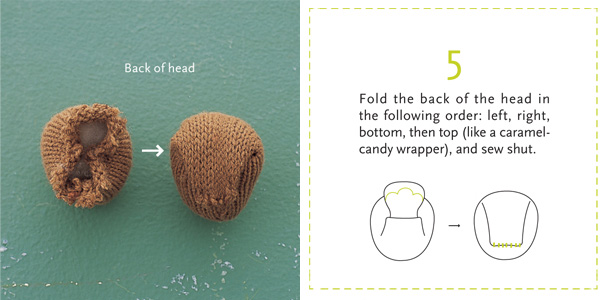 Back of head
5
Fold the back of the head in
the following order: left, right,
bottom, then top (like a caramel-
candy wrapper), and sew shut.